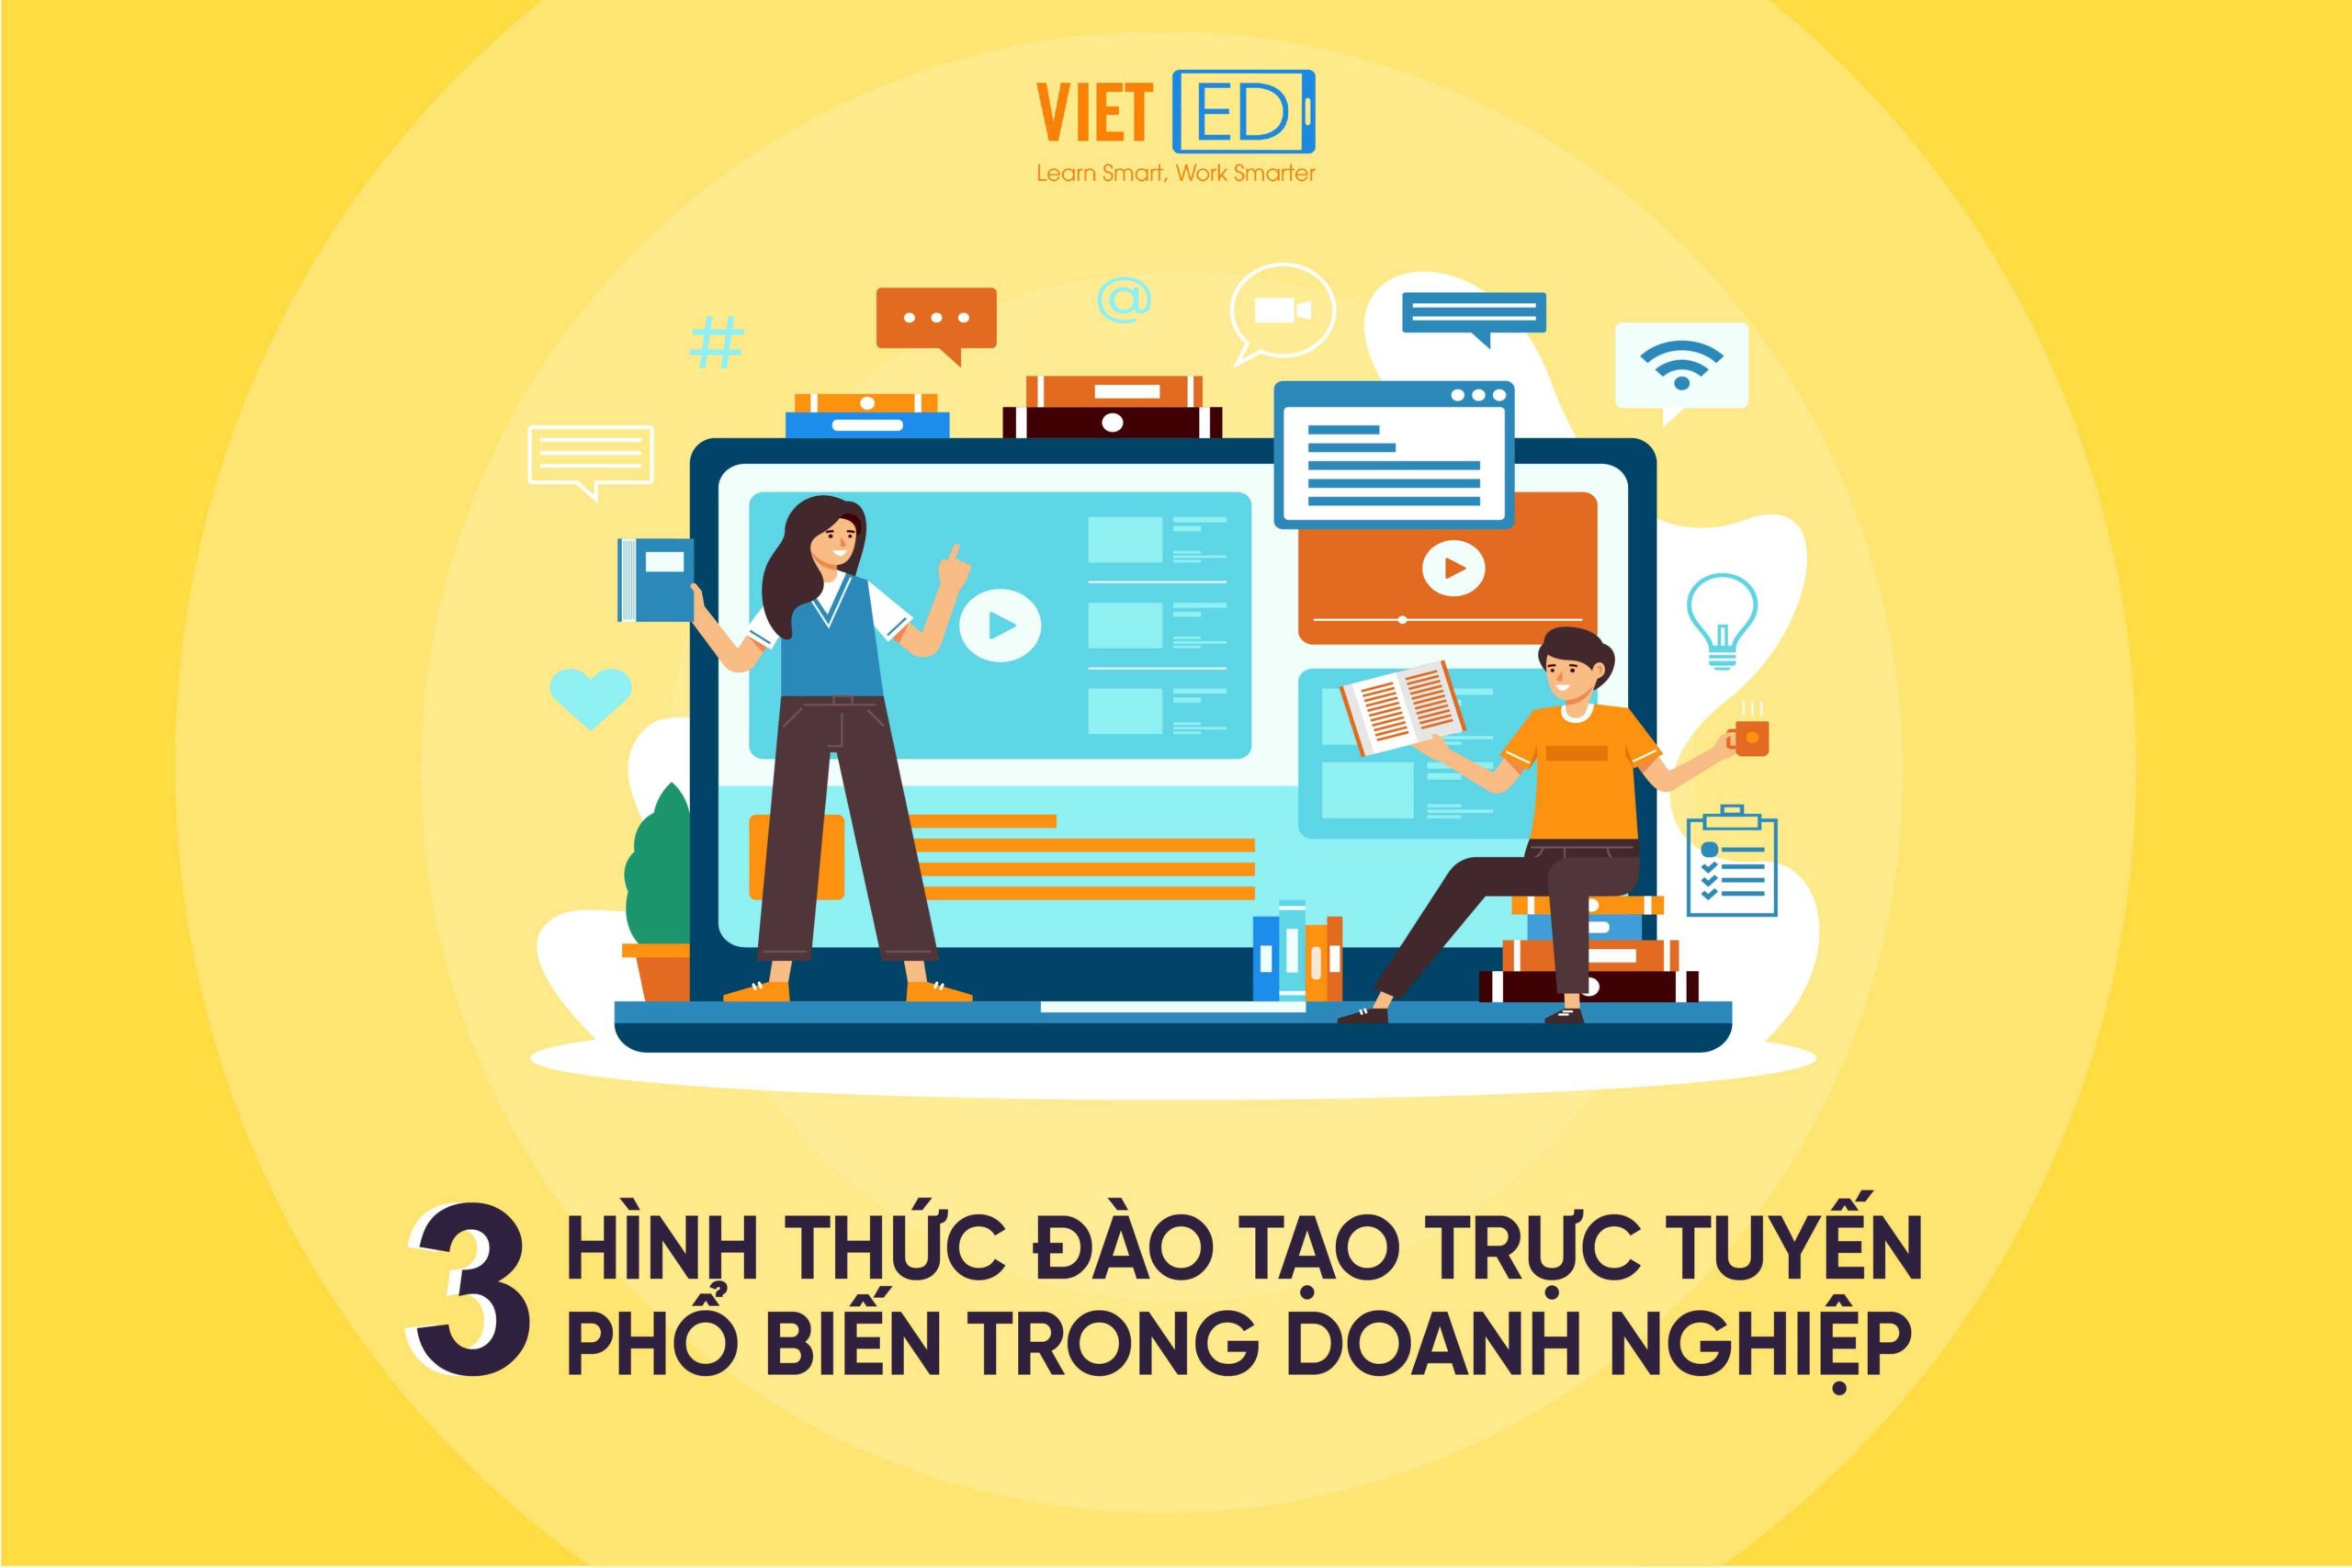 VIET ED
Learn Smart, Work Smarter
#
@
3 HÌNH THỨC ĐÀO TẠO TRỰC TUYẾN
PHỔ BIẾN TRONG DOANH NGHIỆP